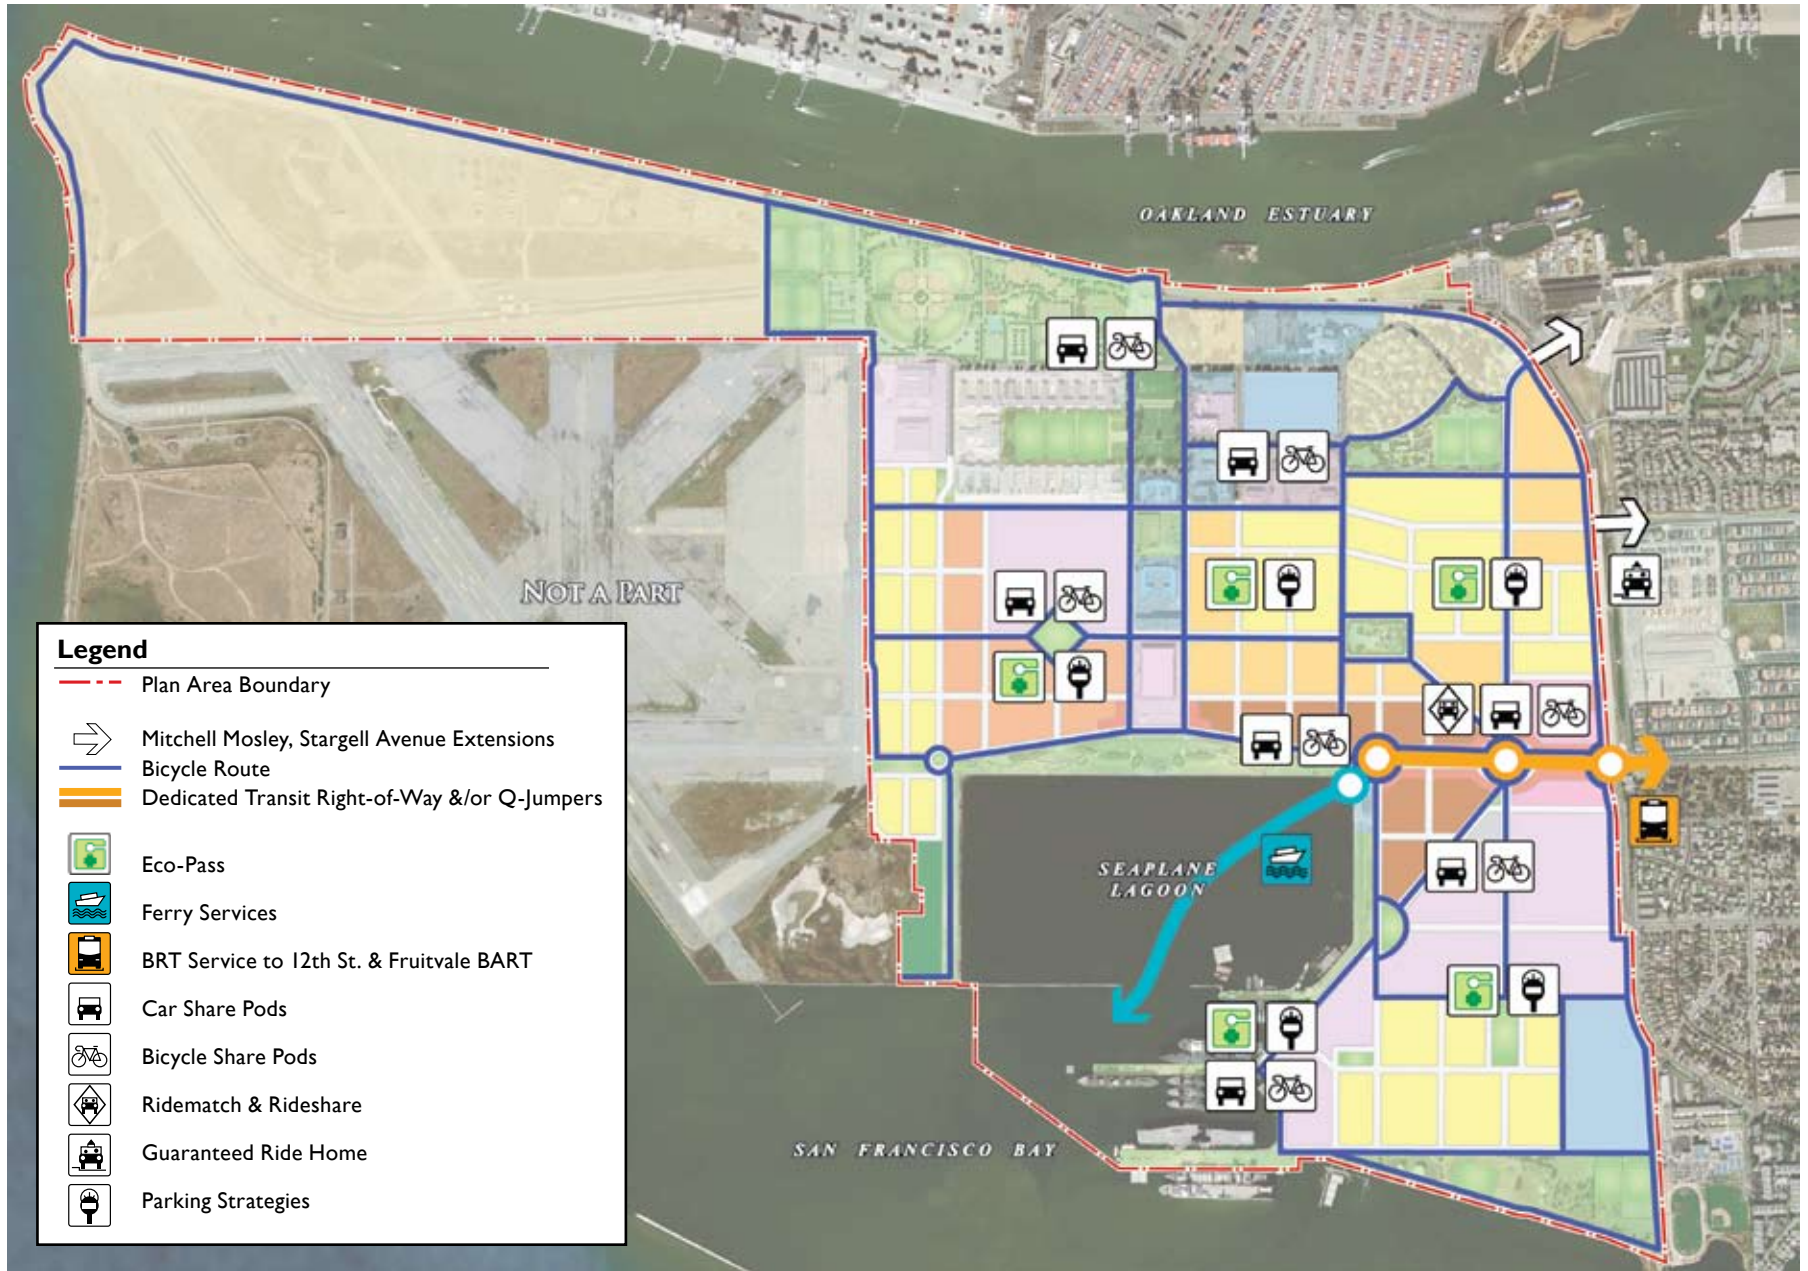 OAKLAND ESTUARY
NOT A PART
SEAPLANE
LAGOON
SAN FRANCISCO BAY
Legend
Plan Area Boundary
Mitchell Mosley, Stargell Avenue Extensions
Bicycle Route
Dedicated Transit Right-of-Way &/or Q-Jumpers
Eco-Pass
Ferry Services
BRT Service to 12th St. & Fruitvale BART
Car Share Pods
Bicycle Share Pods
Ridematch & Rideshare
Guaranteed Ride Home
Parking Strategies